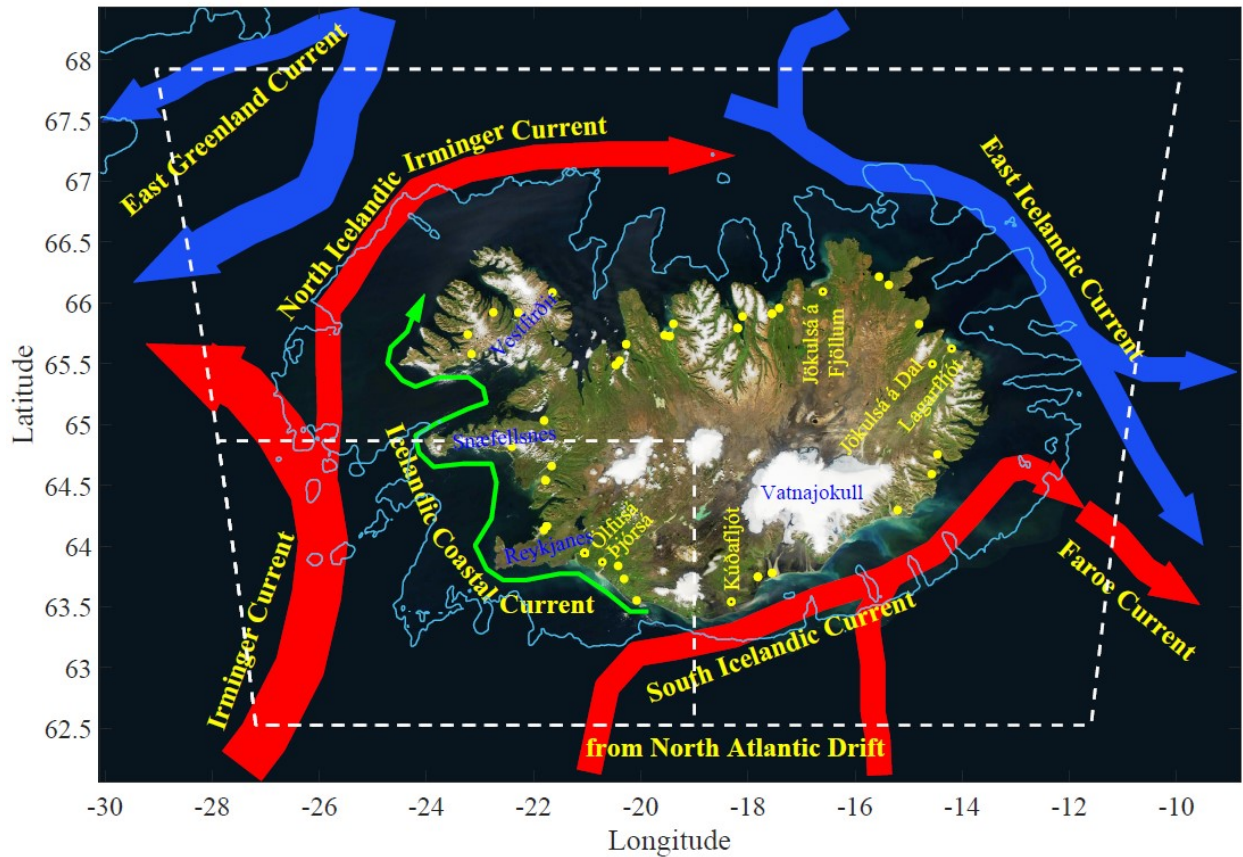 68
67.5
67
66.5
66
65.5
65
64.5
64
63.5
63
62.5
Latitude
East Greenland Current
North Icelandic Irminger Current
East Icelandic Current
Vestfirðir
Jökulsá á
Fjöllum
Jökulsá á Dal
Lagarfljót
Snæfellsnes
Icelandic Coastal Current
Vatnajokull
Ölfusá
Þjórsá
Reykjanes
Kúðafljót
Irminger Current
South Icelandic Current
Faroe Current
from North Atlantic Drift
-30 -28 -26 -24 -22 -20 -18 -16 -14 -12 -10
Longitude